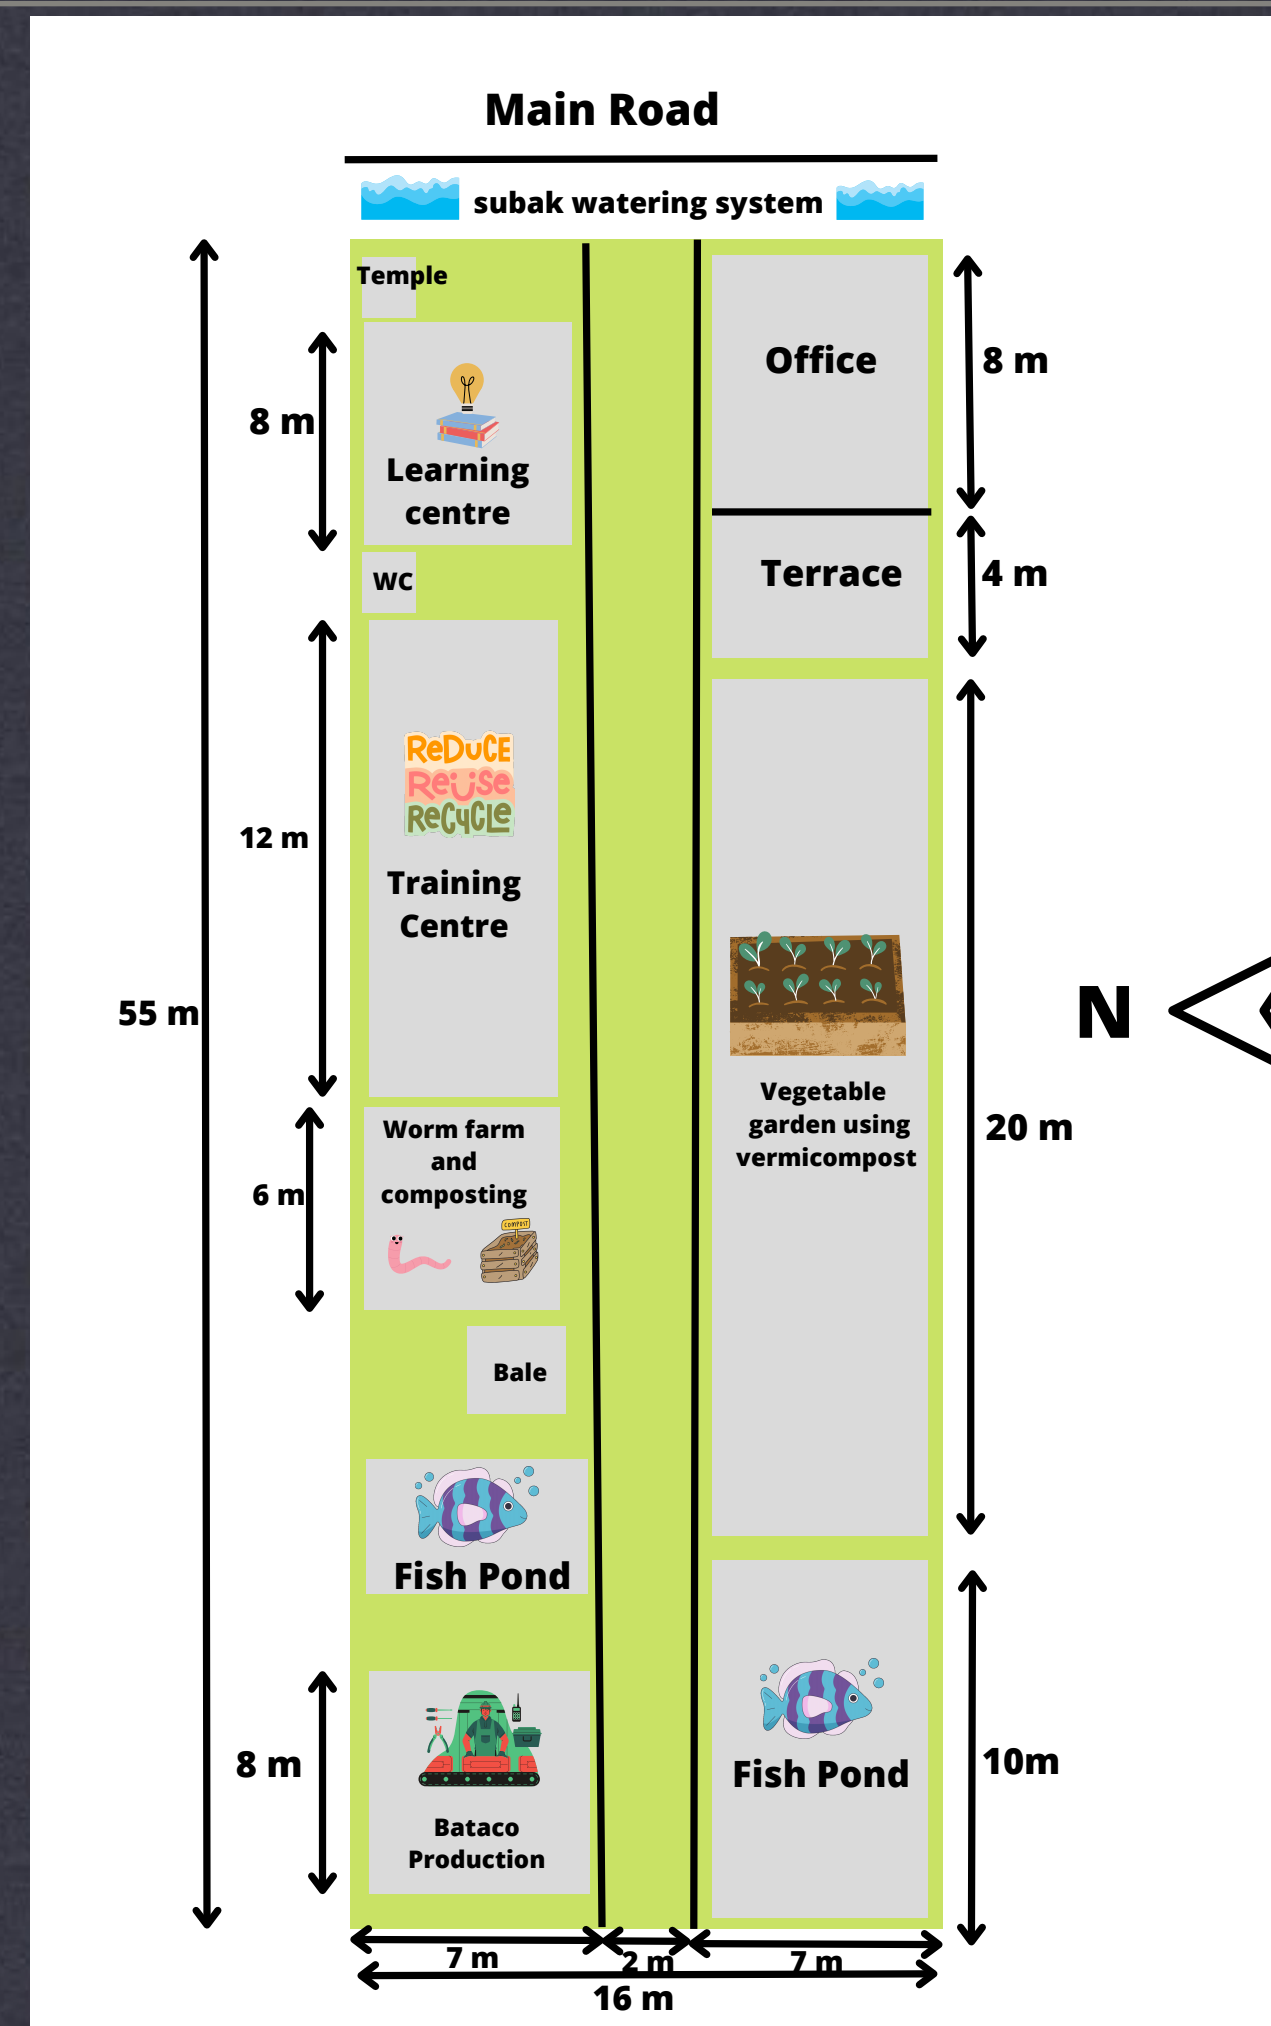 Main Road
subak watering system
Temple
Office
8 m
8 m
Learning
centre
Terrace
4 m
WC
ReDUCE
ReUSe
ReCYCLe
12 m
Training
Centre
55 m
N
Vegetable
garden using
vermicompost
20 m
Worm farm
and
composting
6 m
COMPOST
Bale
Fish Pond
8 m
Bataco
Production
Fish Pond
10m
7 m
2 m
7 m
16 m